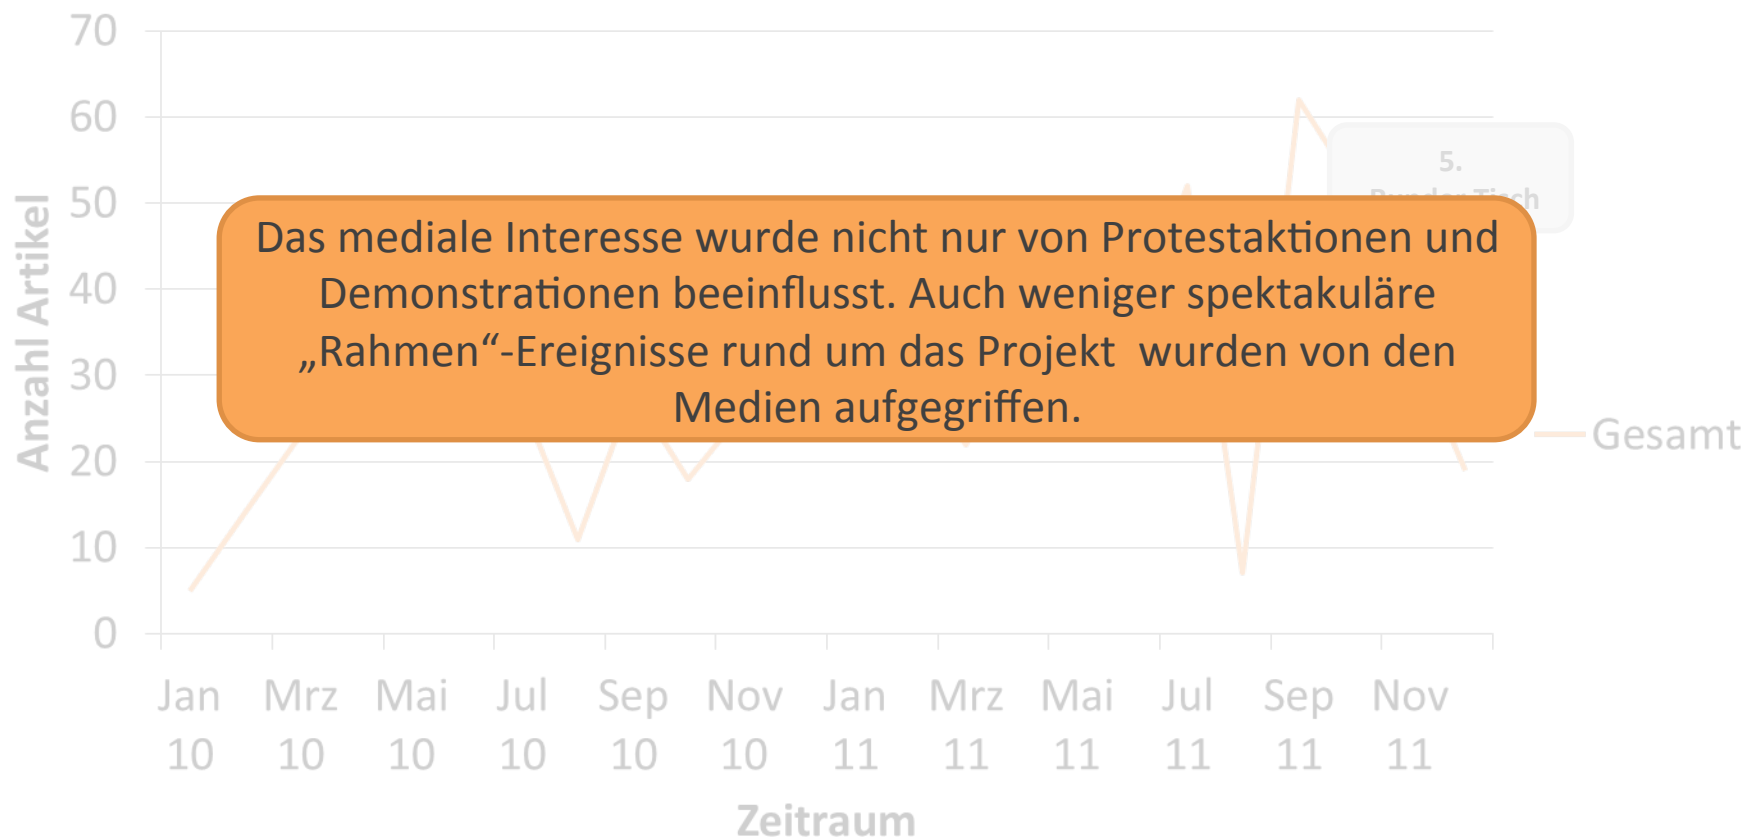 70
60
50
40
30
20
10
0
Anzahl Artikel
5.
Runder Tisch
Das mediale Interesse wurde nicht nur von Protestaktionen und
Demonstrationen beeinflusst. Auch weniger spektakuläre
„Rahmen“-Ereignisse rund um das Projekt wurden von den
Medien aufgegriffen.
Gesamt
Jan Mrz Mai Jul Sep Nov Jan Mrz Mai Jul Sep Nov
10 10 10 10 10 10 11 11 11 11 11 11
Zeitraum